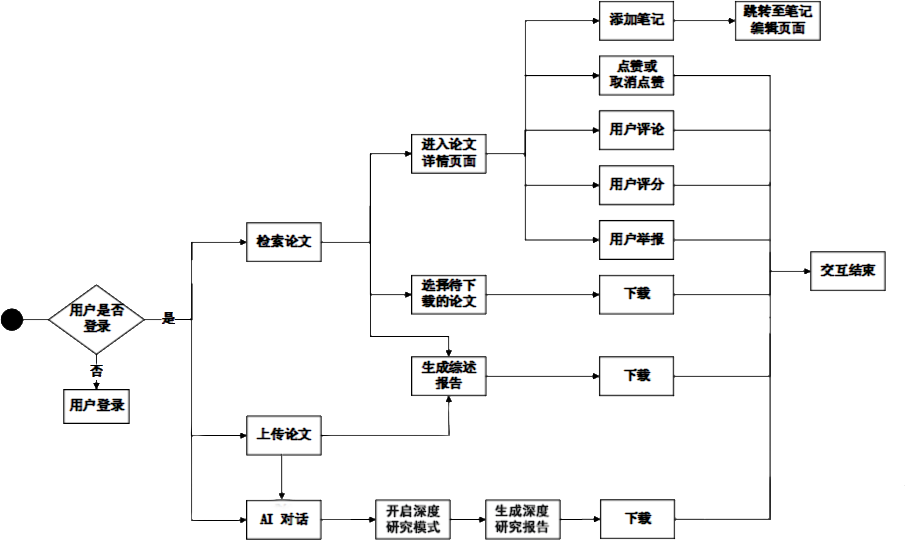 添加笔记
跳转至笔记
编辑页面
点赞或
取消点赞
用户评论
进入论文
详情页面
用户评分
检索论文
用户举报
交互结束
选择待下
载的论文
下载
用户是否
登录
是
否
生成综述
报告
下载
用户登录
上传论文
AI 对话
开启深度
研究模式
生成深度
研究报告
下载